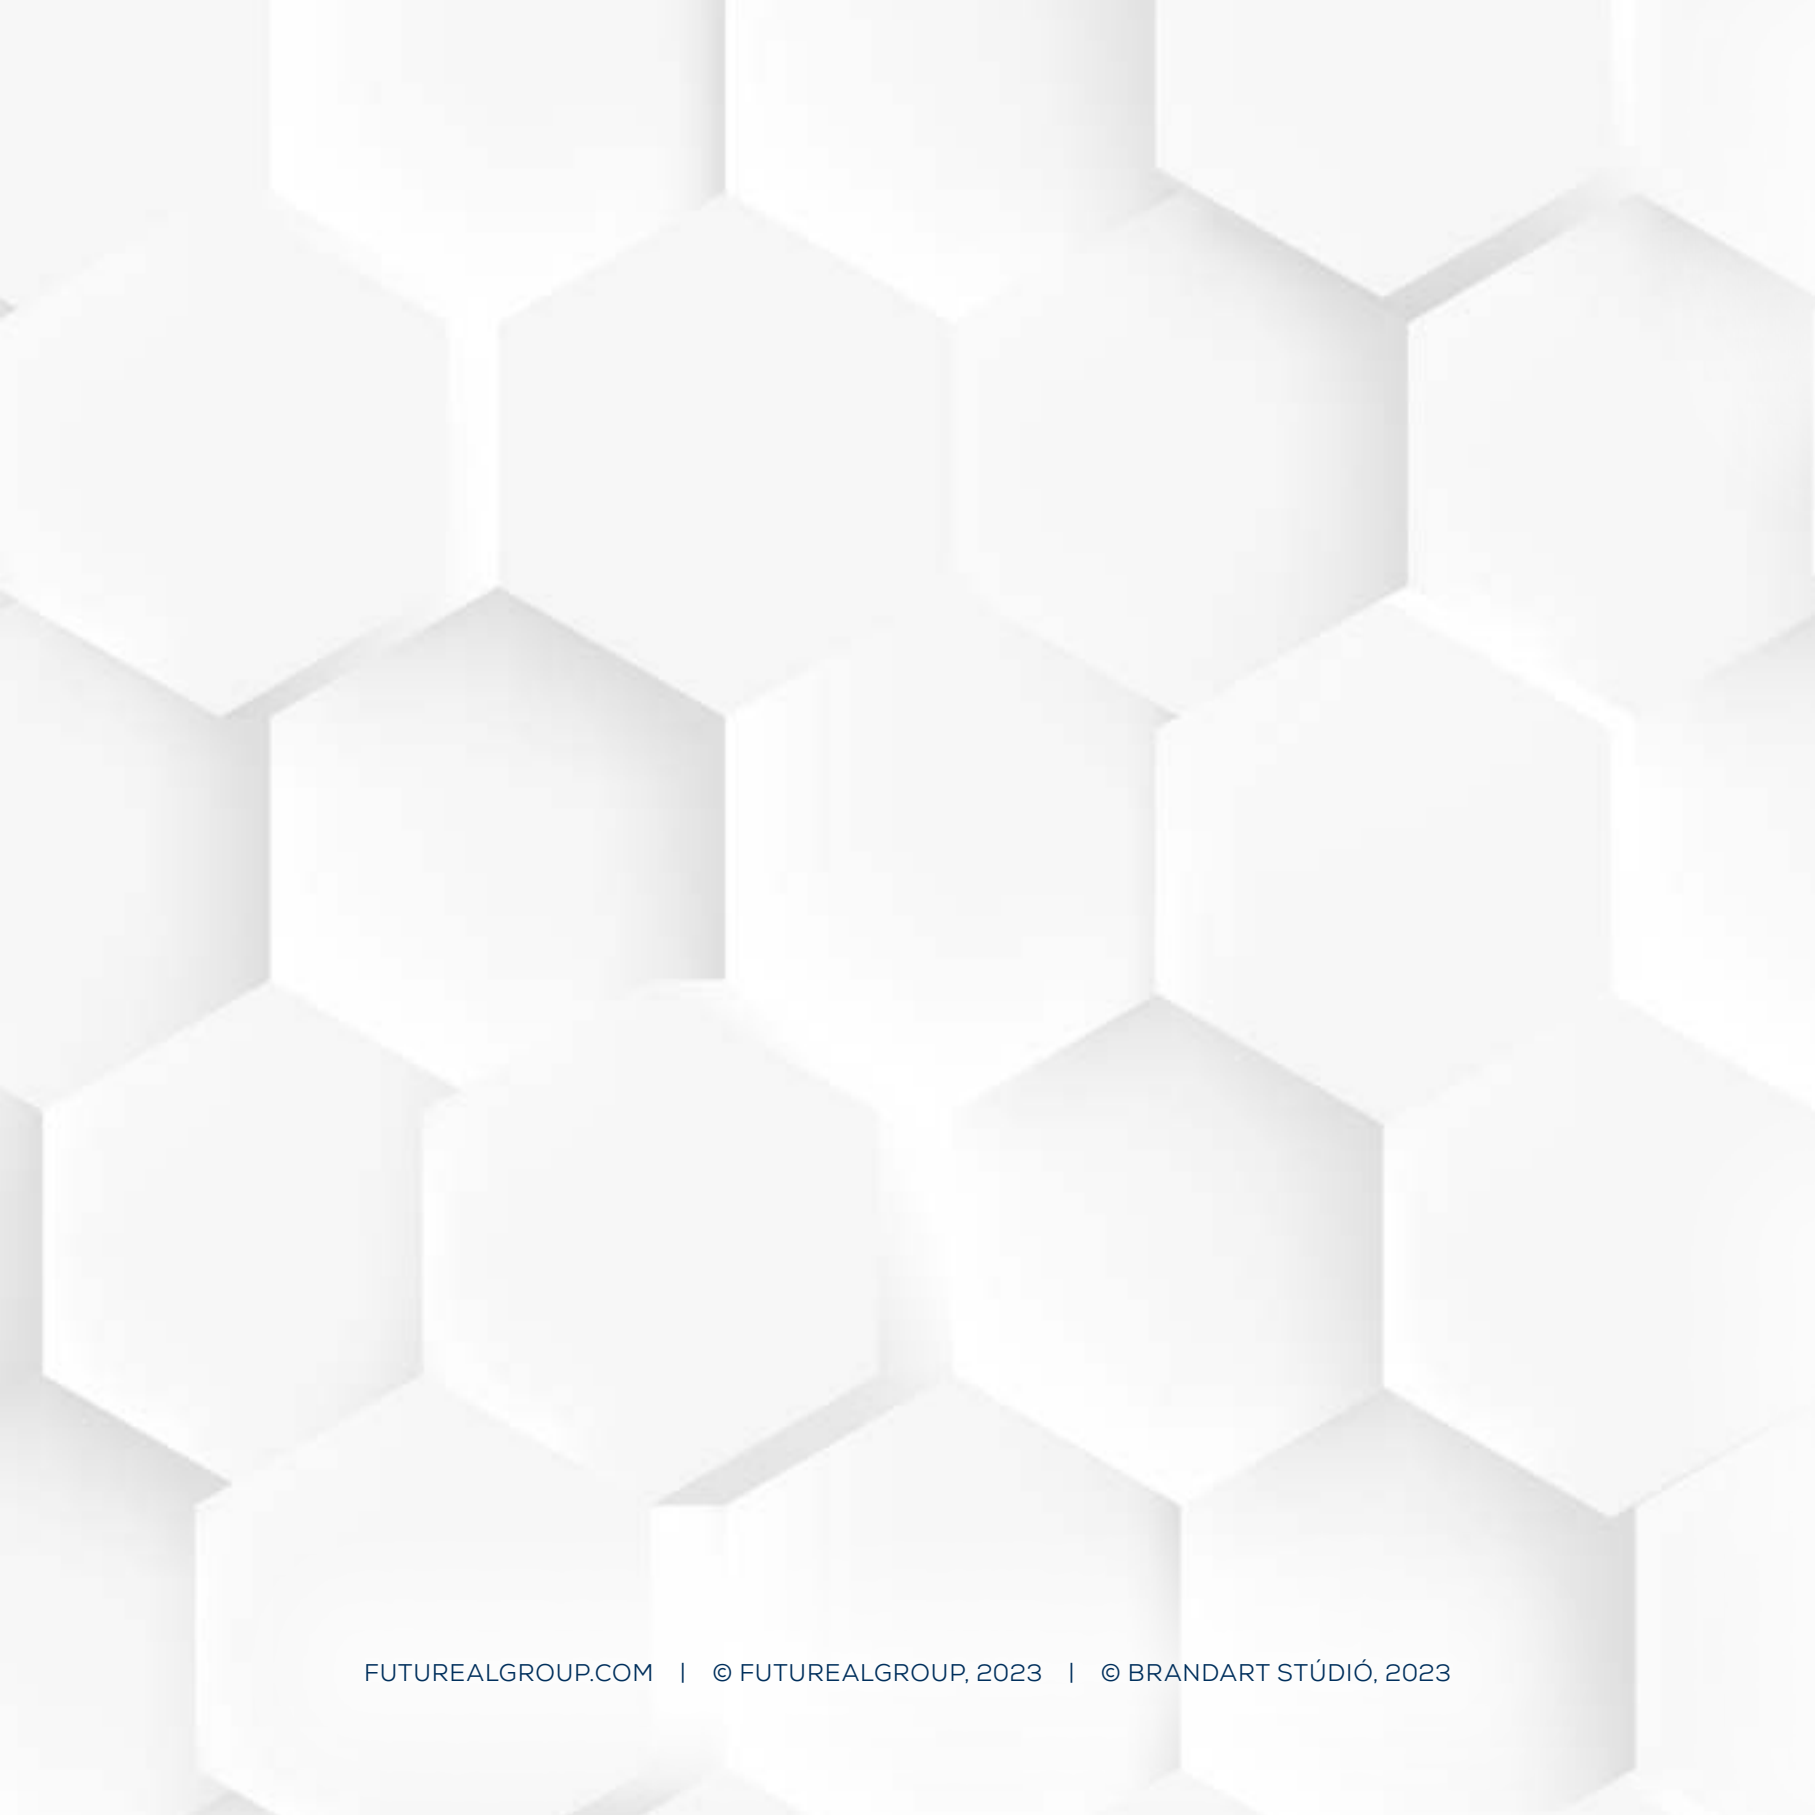 FUTUREALGROUP.COM | © FUTUREALGROUP, 2023 | © BRANDART STÚDIÓ, 2023